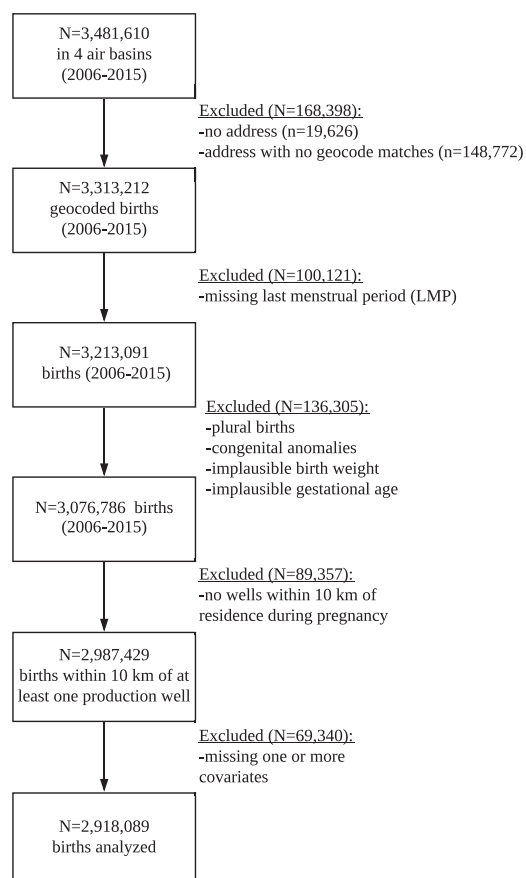 N=3,481,610
in 4 air basins
(2006-2015)
Excluded (N=168,398):
-no address (n=19,626)
-address with no geocode matches (n=148,772)
N=3,313,212
geocoded births
(2006-2015)
Excluded (N=100,121):
-missing last menstrual period (LMP)
N=3,213,091
births (2006-2015)
Excluded (N=136,305):
-plural births
-congenital anomalies
-implausible birth weight
-implausible gestational age
N=3,076,786 births
(2006-2015)
Excluded (N=89,357):
-no wells within 10 km of
residence during pregnancy
N=2,987,429
births within 10 km of at
least one production well
Excluded (N=69,340):
-missing one or more
covariates
N=2,918,089
births analyzed